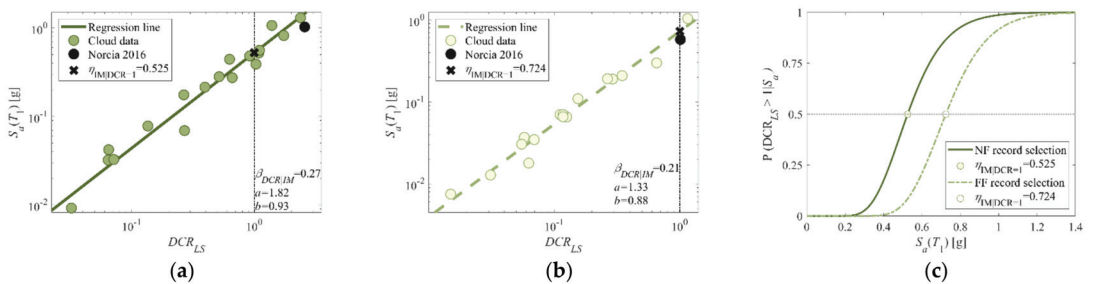 Regression line
Cloud data
Norcia 2016
η_IM|DCR=1=0.525
10^0
10^-1
10^-2
S_a(T_1) [g]
β_DCR|IM=0.27
a=1.82
b=0.93
10^-1
10^0
DCR_LS
(a)
Regression line
Cloud data
Norcia 2016
η_IM|DCR=1=0.724
10^0
10^-1
10^-2
S_a(T_1) [g]
β_DCR|IM=0.21
a=1.33
b=0.88
10^-1
10^0
DCR_LS
(b)
1
0.75
0.5
0.25
0
P (DCR_LS > 1|S_a)
NF record selection
η_IM|DCR=1=0.525
FF record selection
η_IM|DCR=1=0.724
0 0.2 0.4 0.6 0.8 1 1.2 1.4
S_a(T_1) [g]
(c)